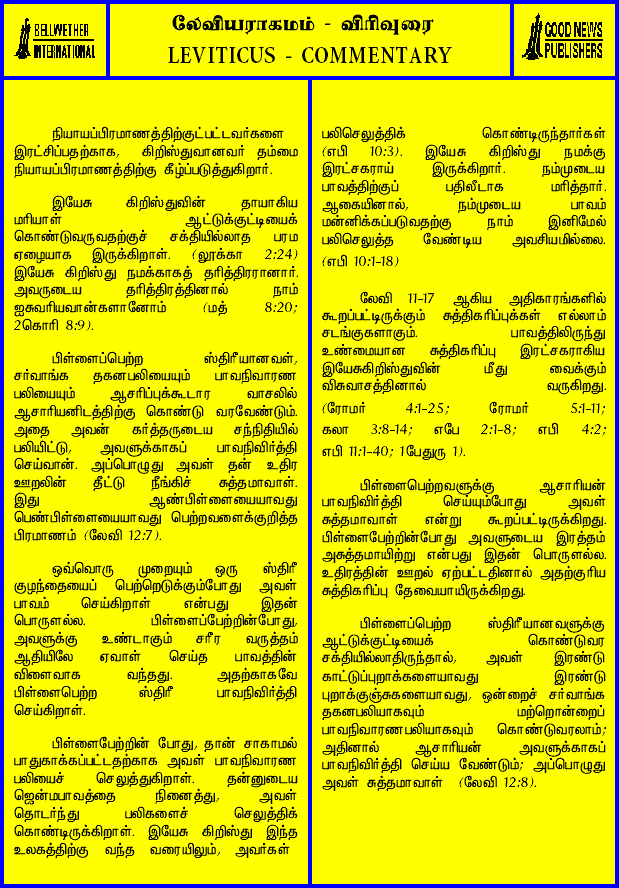 BELLWETHER
INTERNATIONAL
லேவியராகமம் - விரிவுரை
LEVITICUS - COMMENTARY
GOOD NEWS
PUBLISHERS
நியாயப்பிரமாணத்திற்குட்பட்டவர்களை
இரட்சிப்பதற்காக, கிறிஸ்துவானவர் தம்மை
நியாயப்பிரமாணத்திற்கு கீழ்ப்படுத்துகிறார்.
இயேசு கிறிஸ்துவின் தாயாகிய
மரியாள் ஆட்டுக்குட்டியைக்
கொண்டுவருவதற்குச் சக்தியில்லாத பரம
ஏழையாக இருக்கிறாள். (லூக்கா 2:24)
இயேசு கிறிஸ்து நமக்காகத் தரித்திரரானார்.
அவருடைய தரித்திரத்தினால் நாம்
ஐசுவரியவான்களானோம் (மத் 8:20;
2கொரி 8:9).
பிள்ளைப்பெற்ற ஸ்திரீயானவள்,
சர்வாங்க தகனபலியையும் பாவநிவாரண
பலியையும் ஆசரிப்புக்கூடார வாசலில்
ஆசாரியனிடத்திற்கு கொண்டு வரவேண்டும்.
அதை அவன் கர்த்தருடைய சந்நிதியில்
பலியிட்டு, அவளுக்காகப் பாவநிவிர்த்தி
செய்வான். அப்பொழுது அவள் தன் உதிர
ஊறலின் தீட்டு நீங்கிச் சுத்தமாவாள்.
இது ஆண்பிள்ளையையாவது
பெண்பிள்ளையையாவது பெற்றவளைக்குறித்த
பிரமாணம் (லேவி 12:7).
ஒவ்வொரு முறையும் ஒரு ஸ்திரீ
குழந்தையைப் பெற்றெடுக்கும்போது அவள்
பாவம் செய்கிறாள் என்பது இதன்
பொருளல்ல. பிள்ளைப்பேற்றின்போது,
அவளுக்கு உண்டாகும் சரீர வருத்தம்
ஆதியிலே ஏவாள் செய்த பாவத்தின்
விளைவாக வந்தது. அதற்காகவே
பிள்ளைபெற்ற ஸ்திரீ பாவநிவிர்த்தி
செய்கிறாள்.
பிள்ளைபேற்றின் போது, தான் சாகாமல்
பாதுகாக்கப்பட்டதற்காக அவள் பாவநிவாரண
பலியைச் செலுத்துகிறாள். தன்னுடைய
ஜென்மபாவத்தை நினைத்து, அவள்
தொடர்ந்து பலிகளைச் செலுத்திக்
கொண்டிருக்கிறாள். இயேசு கிறிஸ்து இந்த
உலகத்திற்கு வந்த வரையிலும், அவர்கள்
பலிசெலுத்திக் கொண்டிருந்தார்கள்
(எபி 10:3). இயேசு கிறிஸ்து நமக்கு
இரட்சகராய் இருக்கிறார். நம்முடைய
பாவத்திற்குப் பதிலீடாக மரித்தார்.
ஆகையினால், நம்முடைய பாவம்
மன்னிக்கப்படுவதற்கு நாம் இனிமேல்
பலிசெலுத்த வேண்டிய அவசியமில்லை.
(எபி 10:1-18)
லேவி 11-17 ஆகிய அதிகாரங்களில்
கூறப்பட்டிருக்கும் சுத்திகரிப்புக்கள் எல்லாம்
சடங்குகளாகும். பாவத்திலிருந்து
உண்மையான சுத்திகரிப்பு இரட்சகராகிய
இயேசுகிறிஸ்துவின் மீது வைக்கும்
விசுவாசத்தினால் வருகிறது.
(ரோமர் 4:1-25; ரோமர் 5:1-11;
கலா 3:8-14; எபே 2:1-8; எபி 4:2;
எபி 11:1-40; 1பேதுரு 1).
பிள்ளைபெற்றவளுக்கு ஆசாரியன்
பாவநிவிர்த்தி செய்யும்போது அவள்
சுத்தமாவாள் என்று கூறப்பட்டிருக்கிறது.
பிள்ளைபேற்றின்போது அவளுடைய இரத்தம்
அசுத்தமாயிற்று என்பது இதன் பொருளல்ல.
உதிரத்தின் ஊறல் ஏற்பட்டதினால் அதற்குரிய
சுத்திகரிப்பு தேவையாயிருக்கிறது.
பிள்ளைபெற்ற ஸ்திரீயானவளுக்கு
ஆட்டுக்குட்டியைக் கொண்டுவர
சக்தியில்லாதிருந்தால், அவள் இரண்டு
காட்டுப்புறாக்களையாவது இரண்டு
புறாக்குஞ்சுகளையாவது, ஒன்றைச் சர்வாங்க
தகனபலியாகவும் மற்றொன்றைப்
பாவநிவாரணபலியாகவும் கொண்டுவரலாம்;
அதினால் ஆசாரியன் அவளுக்காகப்
பாவநிவிர்த்தி செய்ய வேண்டும்; அப்பொழுது
அவள் சுத்தமாவாள் (லேவி 12:8).